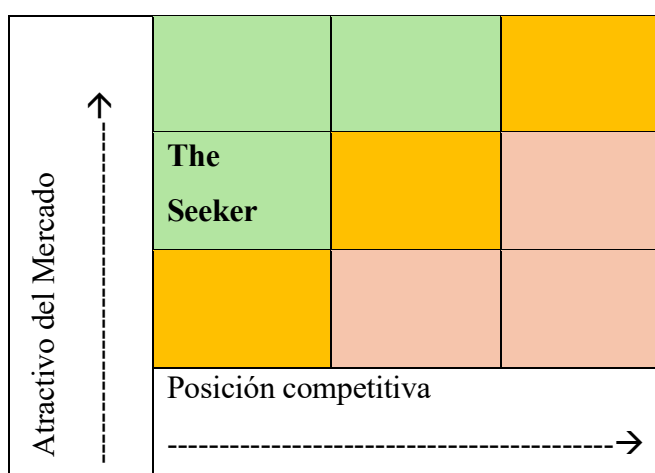 Atractivo del Mercado
The
Seeker
Posición competitiva